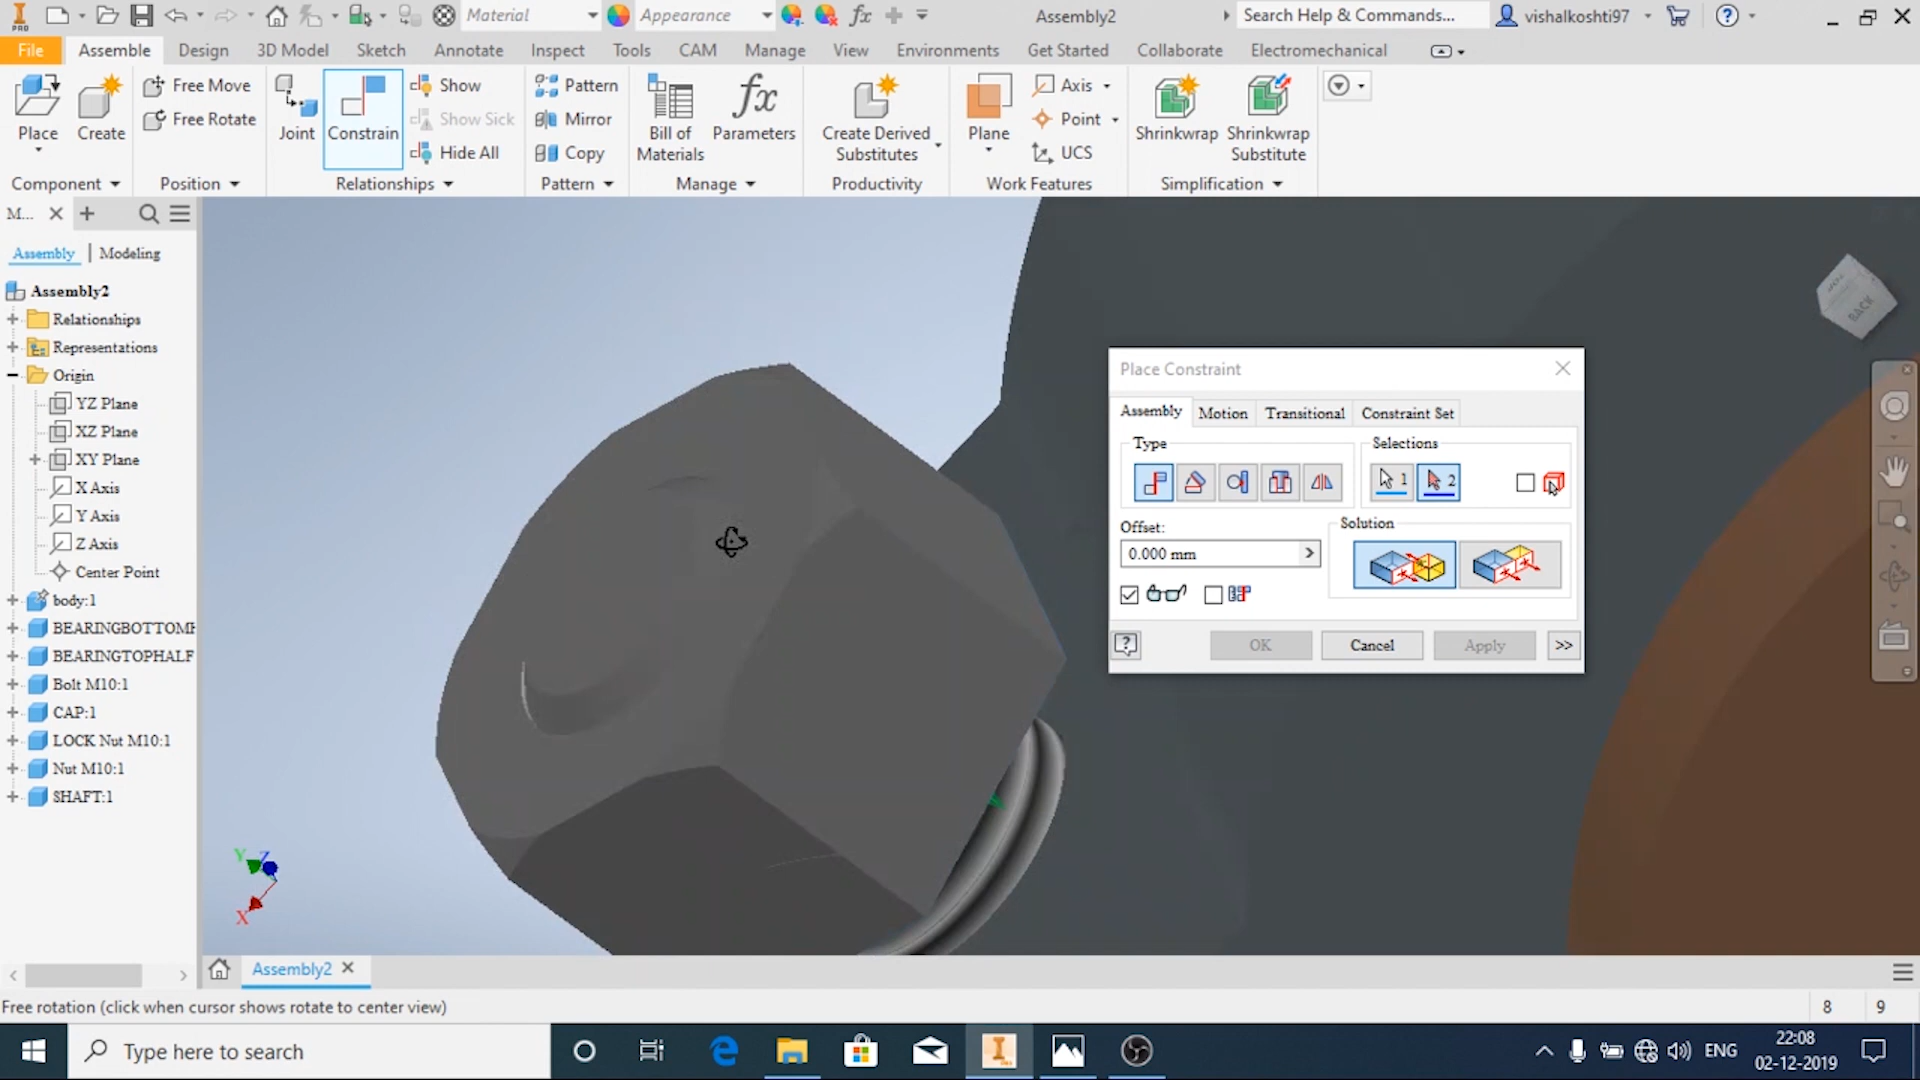 PRO
Material
Appearance
Assembly2
Search Help & Commands...
vishalkoshti97
File
Assemble
Design
3D Model
Sketch
Annotate
Inspect
Tools
CAM
Manage
View
Environments
Get Started
Collaborate
Electromechanical
Place
Create
Free Move
Free Rotate
Joint
Constrain
Show
Show Sick
Hide All
Pattern
Mirror
Copy
Bill of
Materials
Parameters
Create Derived
Substitutes
Plane
Axis
Point
UCS
Shrinkwrap
Shrinkwrap
Substitute
Component
Position
Relationships
Pattern
Manage
Productivity
Work Features
Simplification
M...
Assembly
Modeling
Assembly2
Relationships
Representations
Origin
YZ Plane
XZ Plane
XY Plane
X Axis
Y Axis
Z Axis
Center Point
body:1
BEARINGBOTTOMH
BEARINGTOPHALF
Bolt M10:1
CAP:1
LOCK Nut M10:1
Nut M10:1
SHAFT:1
BACK
Place Constraint
Assembly
Motion
Transitional
Constraint Set
Type
Selections
1
2
Offset:
0.000 mm
Solution
OK
Cancel
Apply
>>
Y
Z
X
Assembly2
Free rotation (click when cursor shows rotate to center view)
8
9
Type here to search
ENG
22:08
02-12-2019